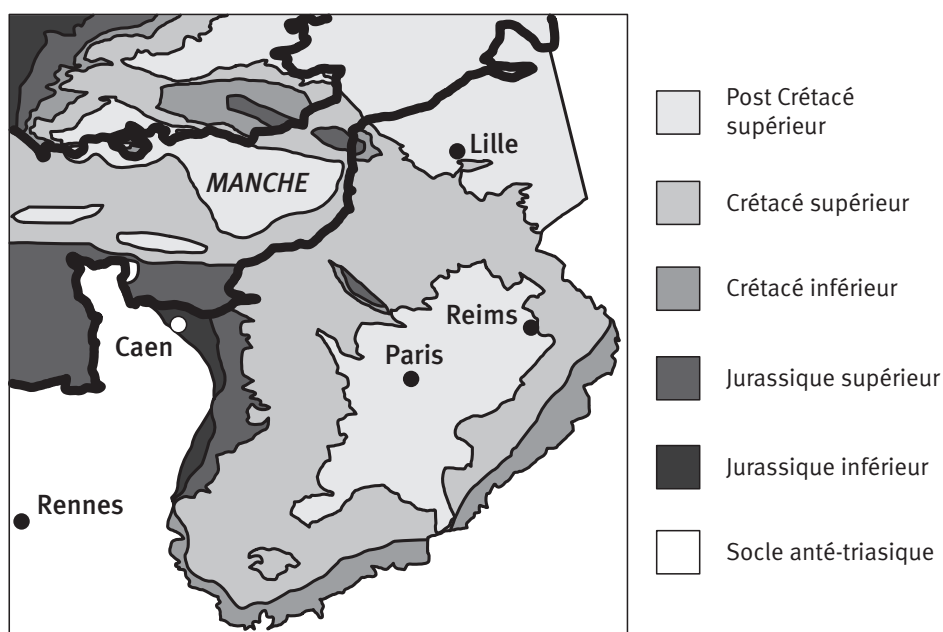 Lille
MANCHE
Reims
Caen
Paris
Rennes
Post Crétacé
supérieur
Crétacé supérieur
Crétacé inférieur
Jurassique supérieur
Jurassique inférieur
Socle anté-triasique